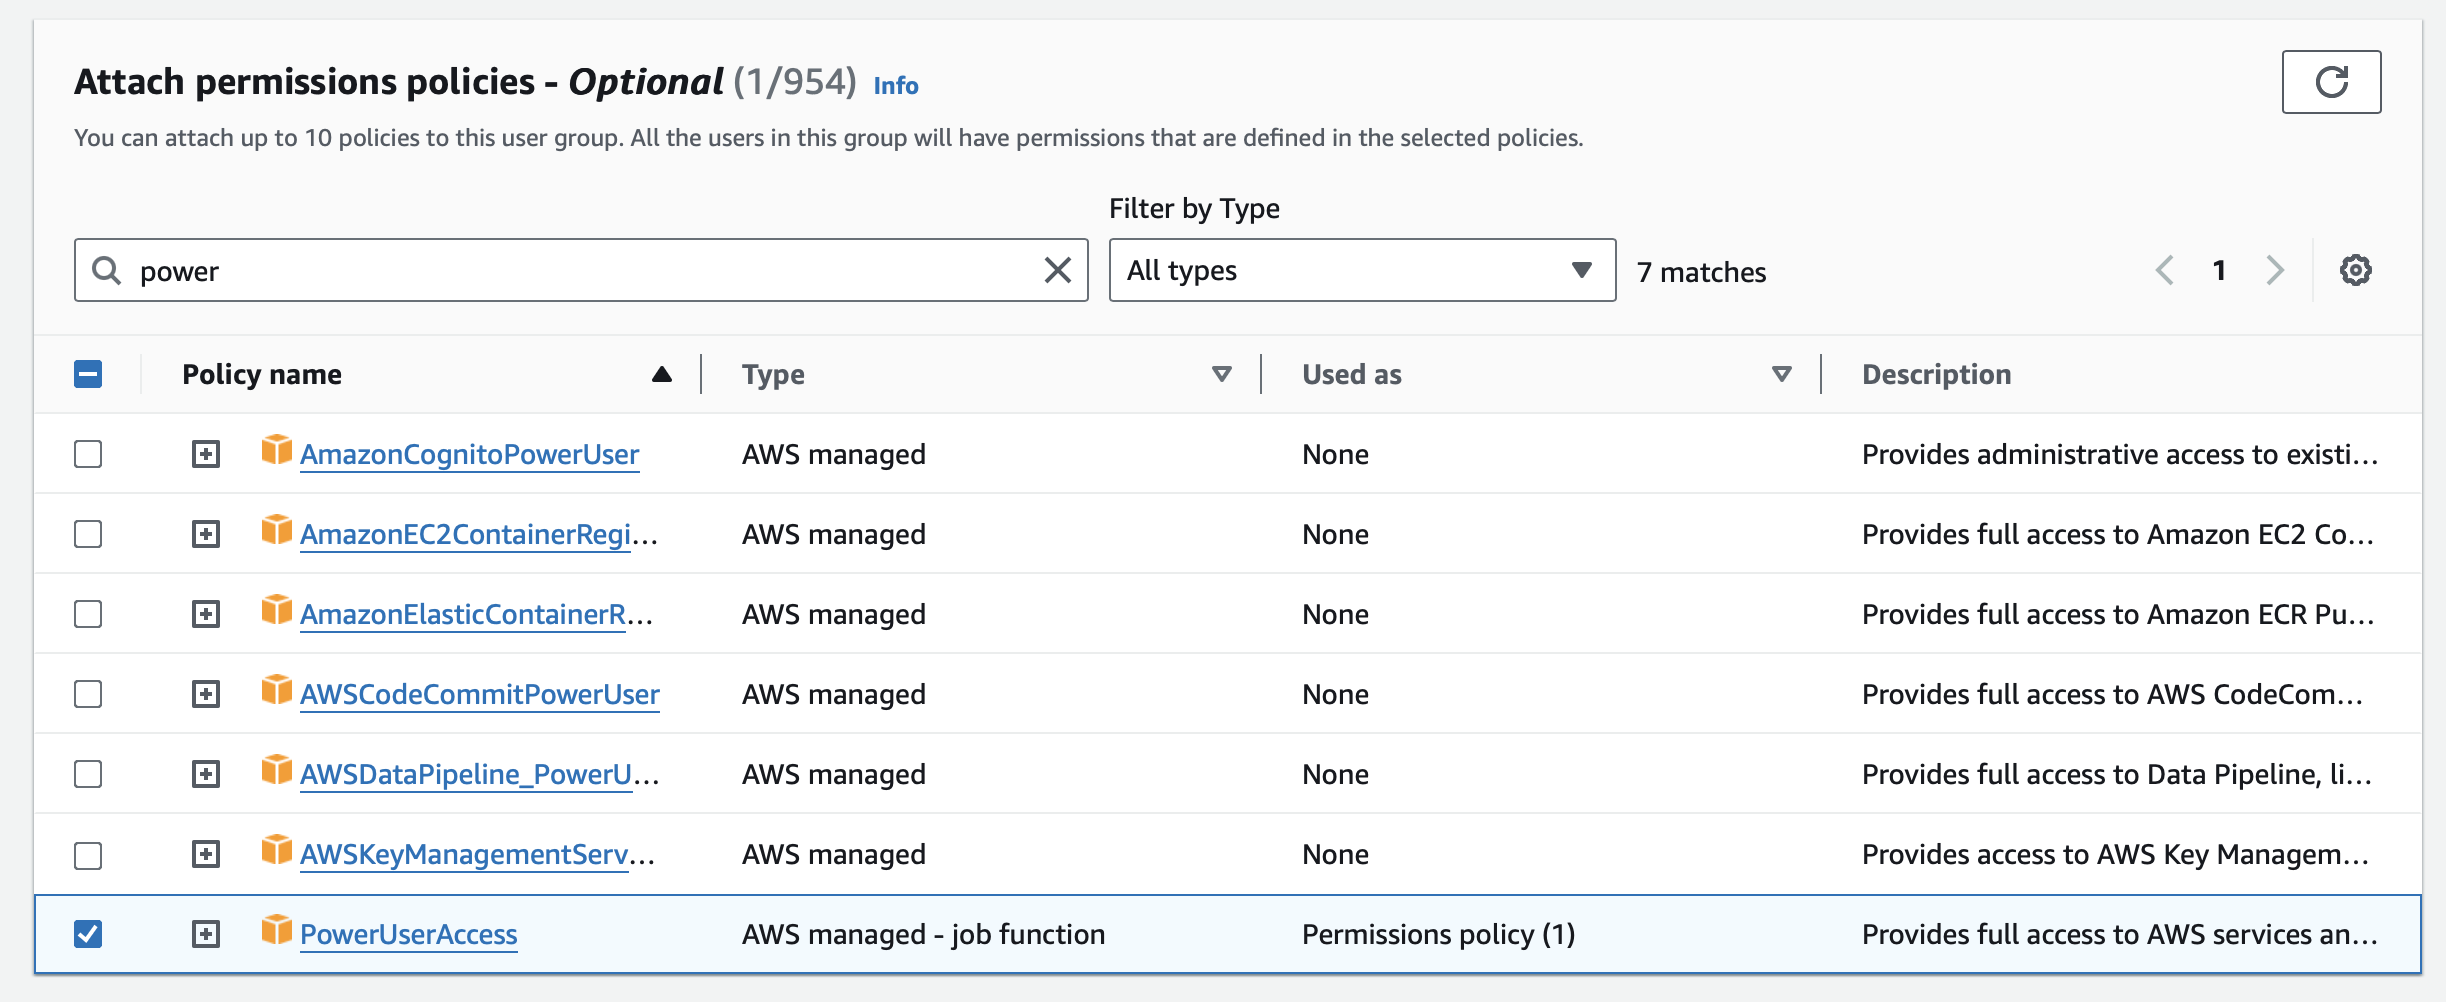 Attach permissions policies - Optional (1/954) Info
You can attach up to 10 policies to this user group. All the users in this group will have permissions that are defined in the selected policies.
Filter by Type
power All types 7 matches 1
Policy name Type Used as Description
AmazonCognitoPowerUser AWS managed None Provides administrative access to existi...
AmazonEC2ContainerRegi... AWS managed None Provides full access to Amazon EC2 Co...
AmazonElasticContainerR... AWS managed None Provides full access to Amazon ECR Pu...
AWSCodeCommitPowerUser AWS managed None Provides full access to AWS CodeCom...
AWSDataPipeline_PowerU... AWS managed None Provides full access to Data Pipeline, li...
AWSKeyManagementServ... AWS managed None Provides access to AWS Key Managem...
PowerUserAccess AWS managed - job function Permissions policy (1) Provides full access to AWS services an...